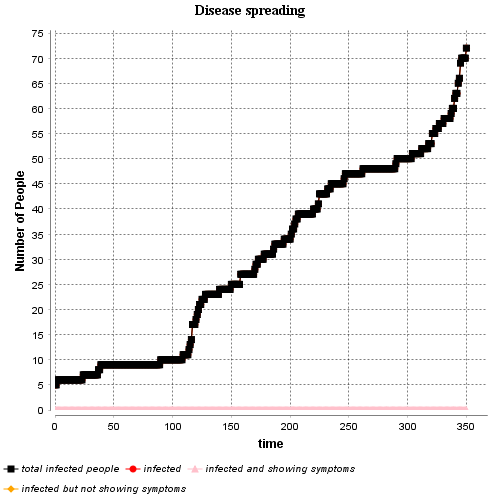 Disease spreading
75
70
65
60
55
50
45
40
35
30
25
20
15
10
5
0
Number of People
0 50 100 150 200 250 300 350
time
total infected people infected infected and showing symptoms
infected but not showing symptoms